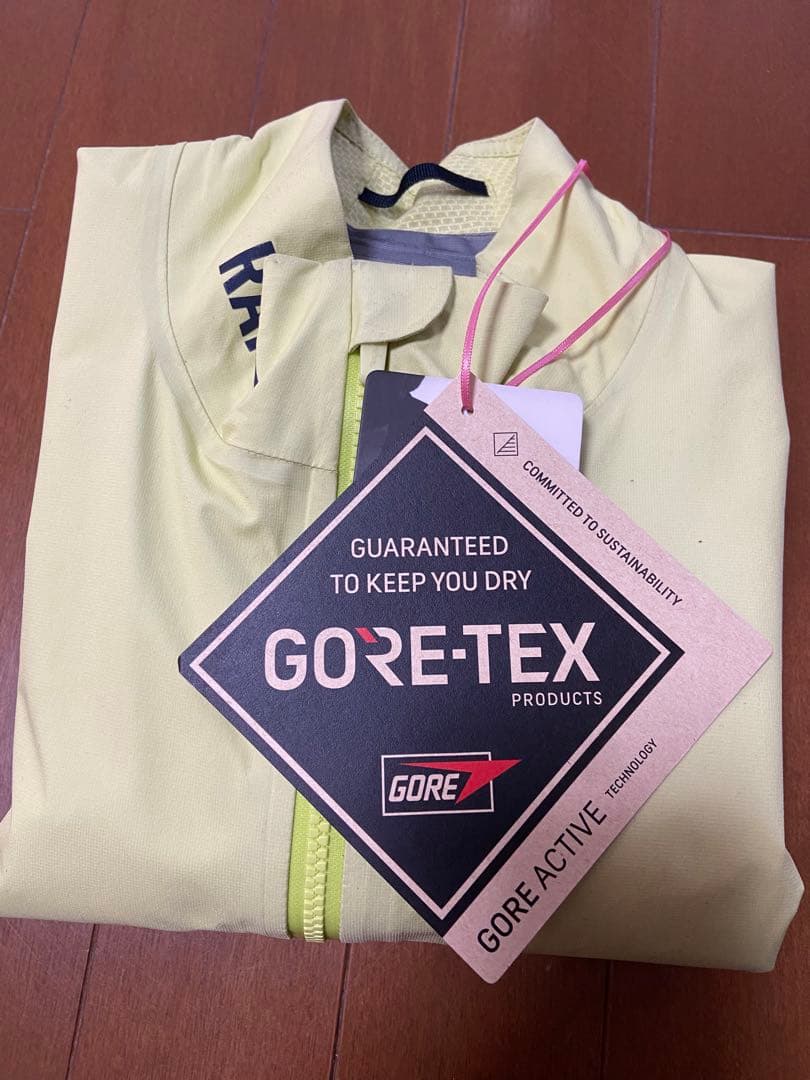 GUARANTEED
TO KEEP YOU DRY
GORE-TEX
PRODUCTS
GORE
COMMITTED TO SUSTAINABILITY
GORE ACTIVE TECHNOLOGY